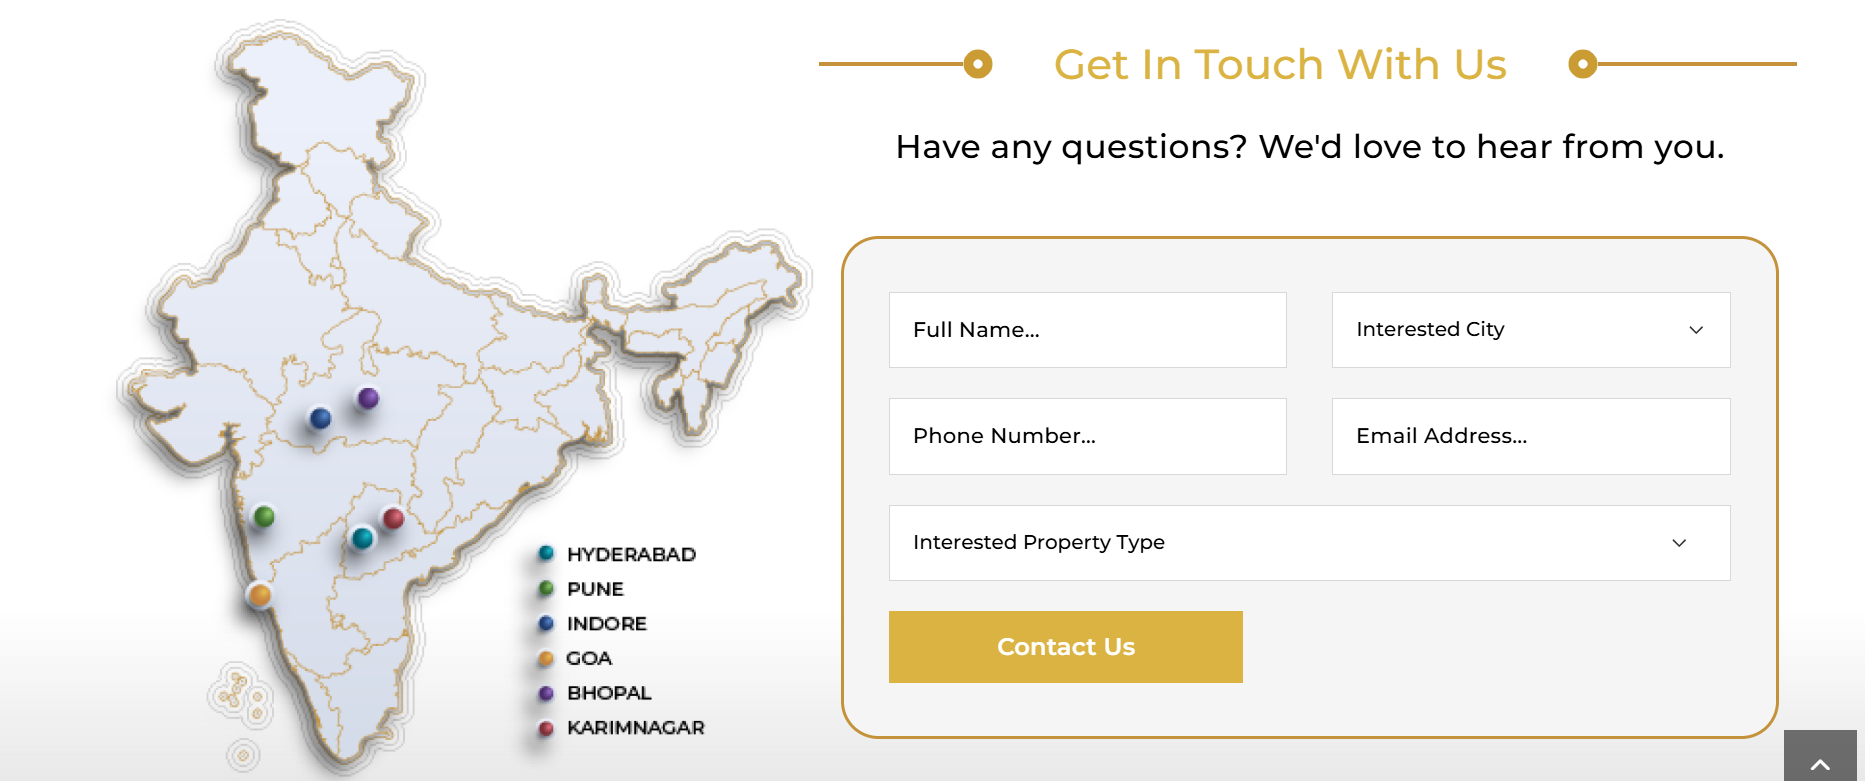 Get In Touch With Us
Have any questions? We'd love to hear from you.
Full Name...
Interested City
Phone Number...
Email Address...
Interested Property Type
Contact Us
HYDERABAD
PUNE
INDORE
GOA
BHOPAL
KARIMNAGAR